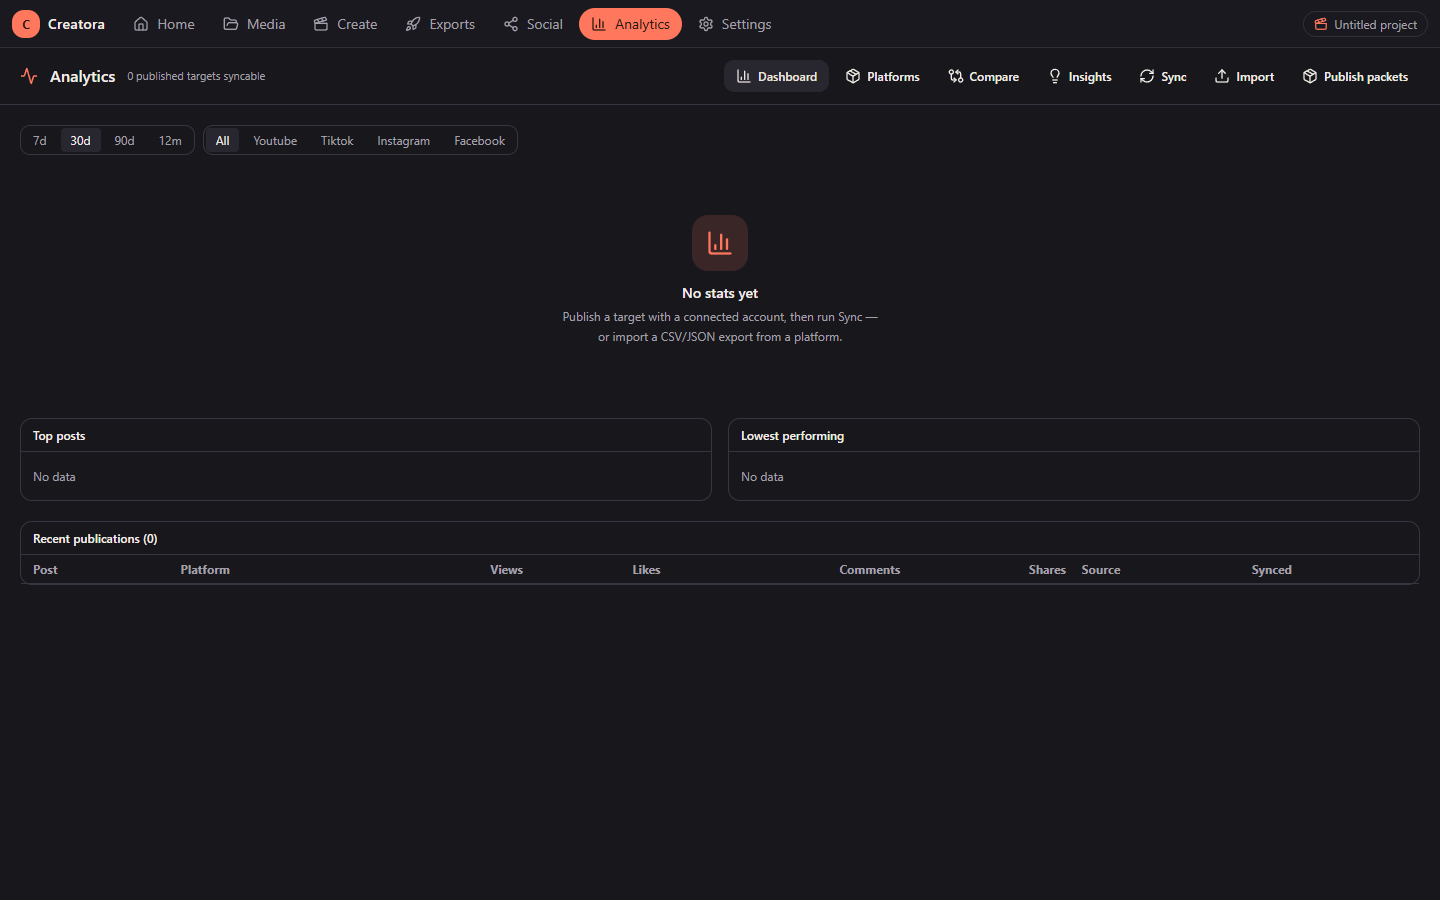 C Creatora Home Media Create Exports Social Analytics Settings Untitled project
Analytics 0 published targets syncable Dashboard Platforms Compare Insights Sync Import Publish packets
7d 30d 90d 12m All Youtube Tiktok Instagram Facebook
No stats yet
Publish a target with a connected account, then run Sync —
or import a CSV/JSON export from a platform.
Top posts
No data
Lowest performing
No data
Recent publications (0)
Post Platform Views Likes Comments Shares Source Synced